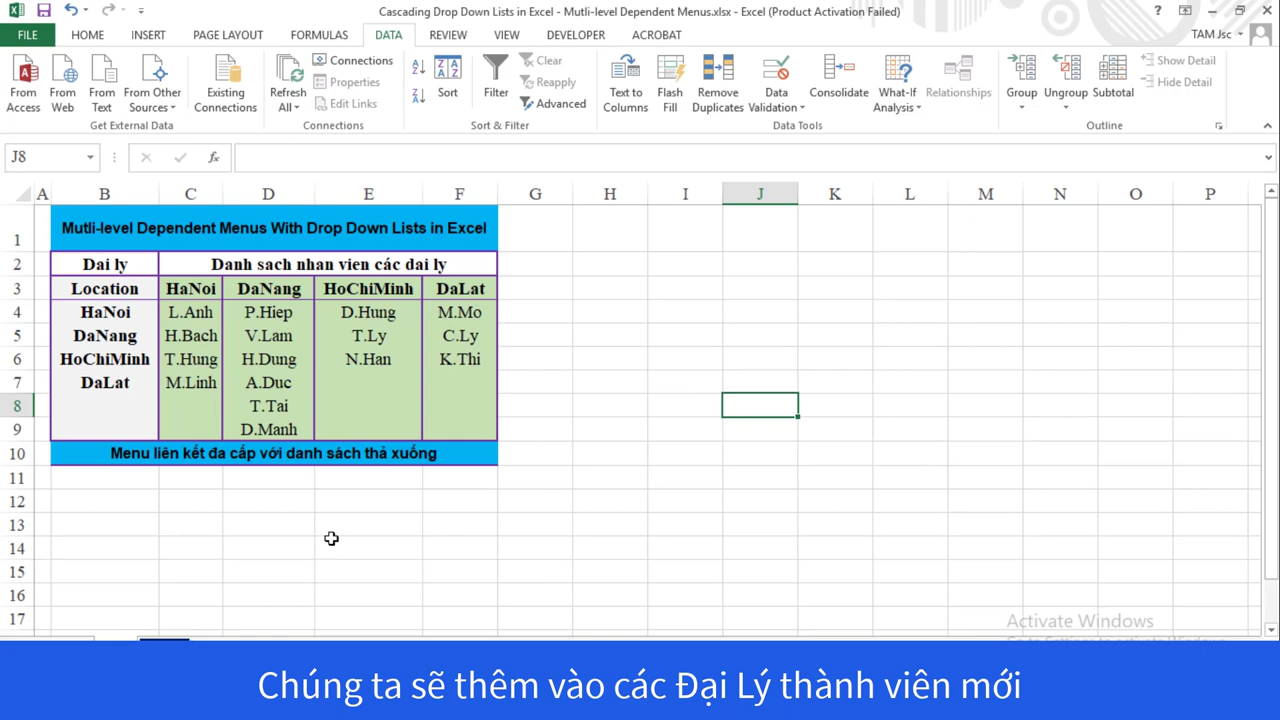 Cascading Drop Down Lists in Excel - Mutli-level Dependent Menus.xlsx - Excel (Product Activation Failed)
FILE HOME INSERT PAGE LAYOUT FORMULAS DATA REVIEW VIEW DEVELOPER ACROBAT TAM Jsc
From Access
From Web
From Text
From Other Sources
Get External Data
Existing Connections
Refresh All
Connections
Properties
Edit Links
Connections
Sort
Filter
Clear
Reapply
Advanced
Sort & Filter
Text to Columns
Flash Fill
Remove Duplicates
Data Validation
Consolidate
What-If Analysis
Relationships
Data Tools
Group
Ungroup
Subtotal
Show Detail
Hide Detail
Outline
J8 fx
A B C D E F G H I J K L M N O P
1 Mutli-level Dependent Menus With Drop Down Lists in Excel
2 Dai ly Danh sach nhan vien các dai ly
3 Location HaNoi DaNang HoChiMinh DaLat
4 HaNoi L.Anh P.Hiep D.Hung M.Mo
5 DaNang H.Bach V.Lam T.Ly C.Ly
6 HoChiMinh T.Hung H.Dung N.Han K.Thi
7 DaLat M.Linh A.Duc
8 T.Tai
9 D.Manh
10 Menu liên kết đa cấp với danh sách thả xuống
11
12
13
14
15
16
17
Activate Windows
Chúng ta sẽ thêm vào các Đại Lý thành viên mới